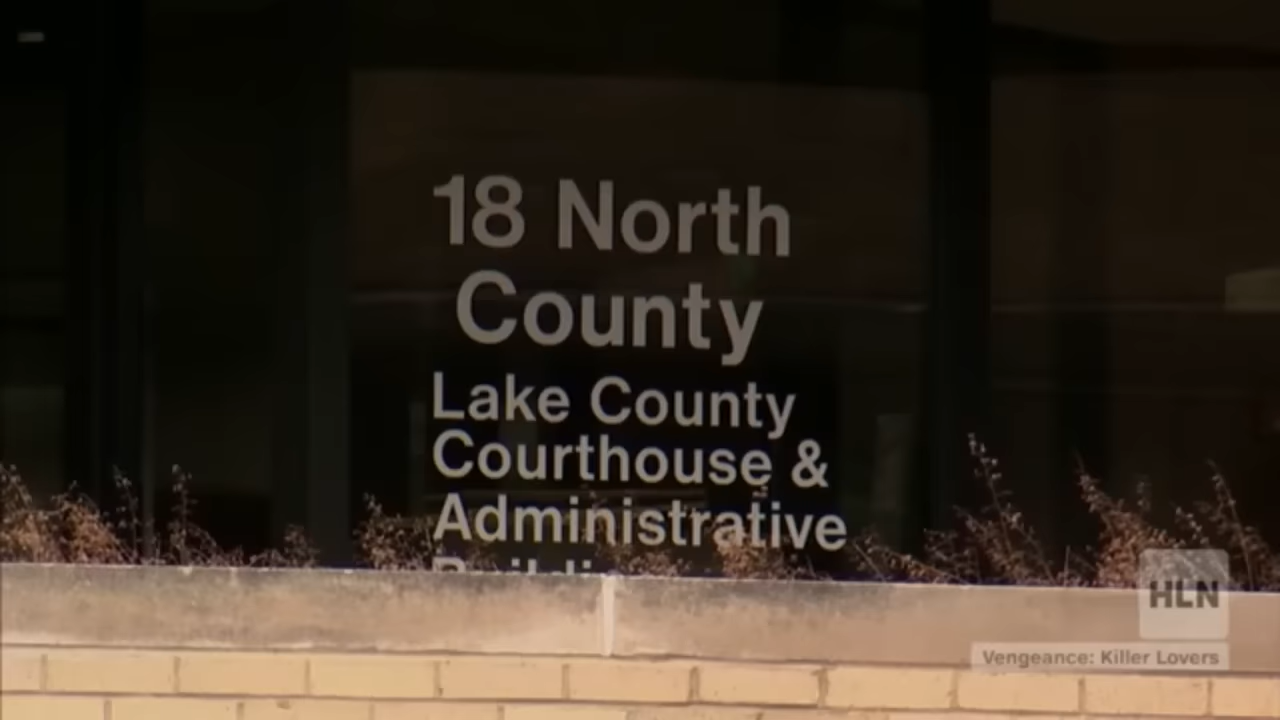 18 North
County
Lake County
Courthouse &
Administrative
HLN
Vengeance: Killer Lovers